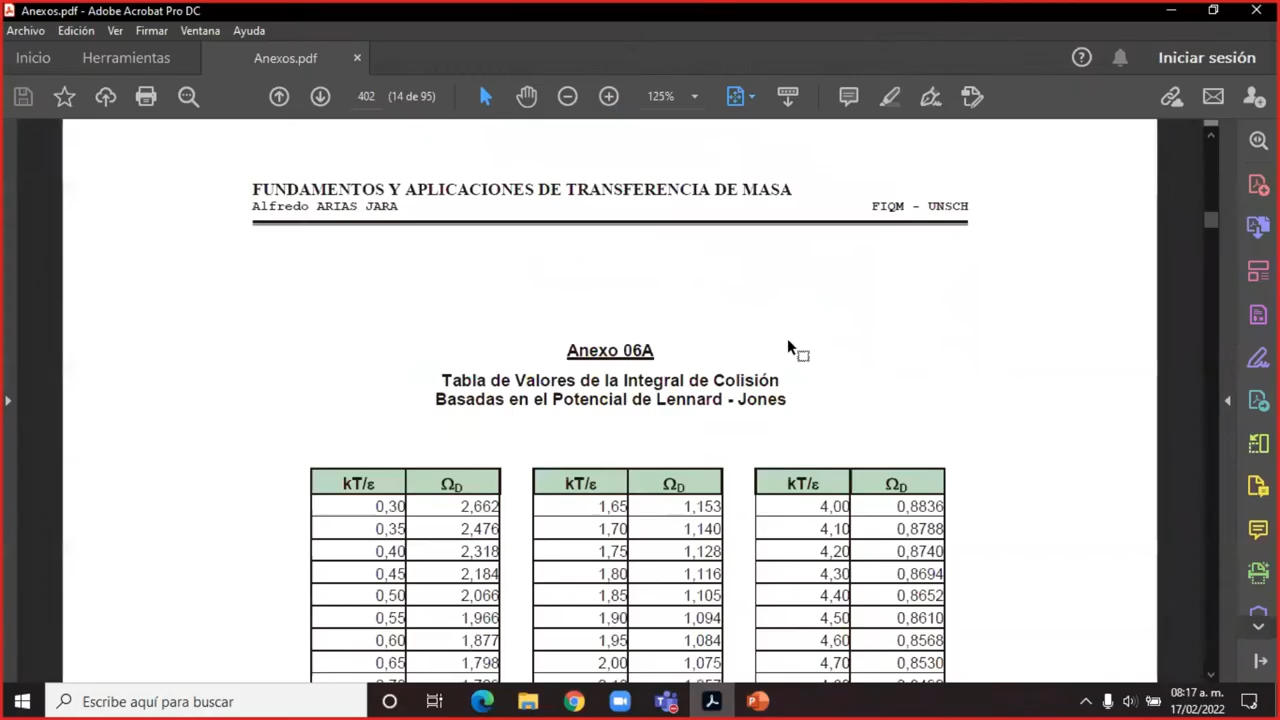 Anexos.pdf - Adobe Acrobat Pro DC
Archivo Edición Ver Firmar Ventana Ayuda
Inicio Herramientas Anexos.pdf × Iniciar sesión
402 (14 de 95) 125%
FUNDAMENTOS Y APLICACIONES DE TRANSFERENCIA DE MASA
Alfredo ARIAS JARA FIQM - UNSCH
Anexo 06A
Tabla de Valores de la Integral de Colisión
Basadas en el Potencial de Lennard - Jones
kT/ε ΩD kT/ε ΩD kT/ε ΩD
0,30 2,662 1,65 1,153 4,00 0,8836
0,35 2,476 1,70 1,140 4,10 0,8788
0,40 2,318 1,75 1,128 4,20 0,8740
0,45 2,184 1,80 1,116 4,30 0,8694
0,50 2,066 1,85 1,105 4,40 0,8652
0,55 1,966 1,90 1,094 4,50 0,8610
0,60 1,877 1,95 1,084 4,60 0,8568
0,65 1,798 2,00 1,075 4,70 0,8530
Escribe aquí para buscar
08:17 a. m.
17/02/2022